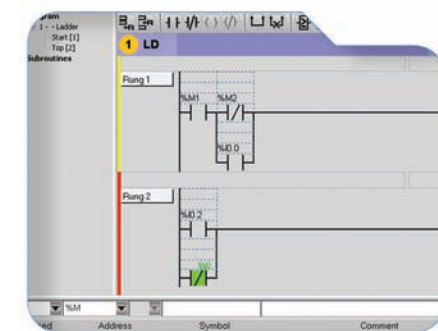 1 - - Ladder
Start [1]
Top [2]
Subroutines
1 LD
Rung 1
%M1 %M2
%I0.0
Rung 2
%I0.2
%M
Address Symbol Comment